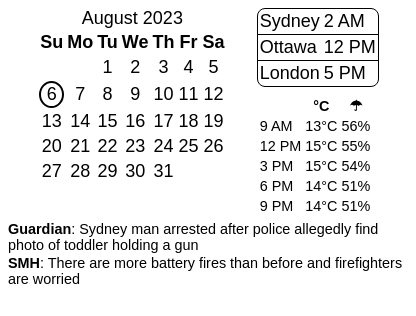 August 2023
Su Mo Tu We Th Fr Sa
1 2 3 4 5
6 7 8 9 10 11 12
13 14 15 16 17 18 19
20 21 22 23 24 25 26
27 28 29 30 31
Sydney 2 AM
Ottawa 12 PM
London 5 PM
°C ☂
9 AM 13°C 56%
12 PM 15°C 55%
3 PM 15°C 54%
6 PM 14°C 51%
9 PM 14°C 51%
Guardian: Sydney man arrested after police allegedly find
photo of toddler holding a gun
SMH: There are more battery fires than before and firefighters
are worried